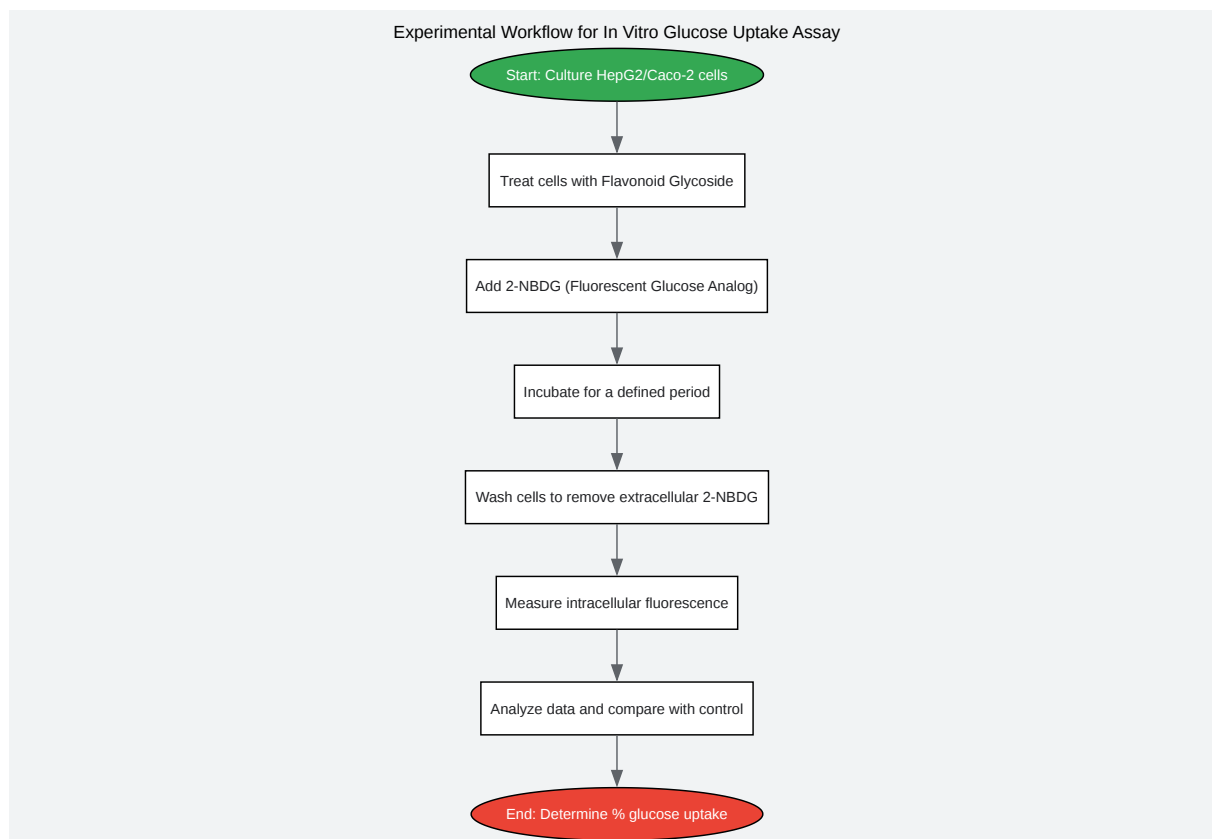 Experimental Workflow for In Vitro Glucose Uptake Assay
Start: Culture HepG2/Caco-2 cells
Treat cells with Flavonoid Glycoside
Add 2-NBDG (Fluorescent Glucose Analog)
Incubate for a defined period
Wash cells to remove extracellular 2-NBDG
Measure intracellular fluorescence
Analyze data and compare with control
End: Determine % glucose uptake